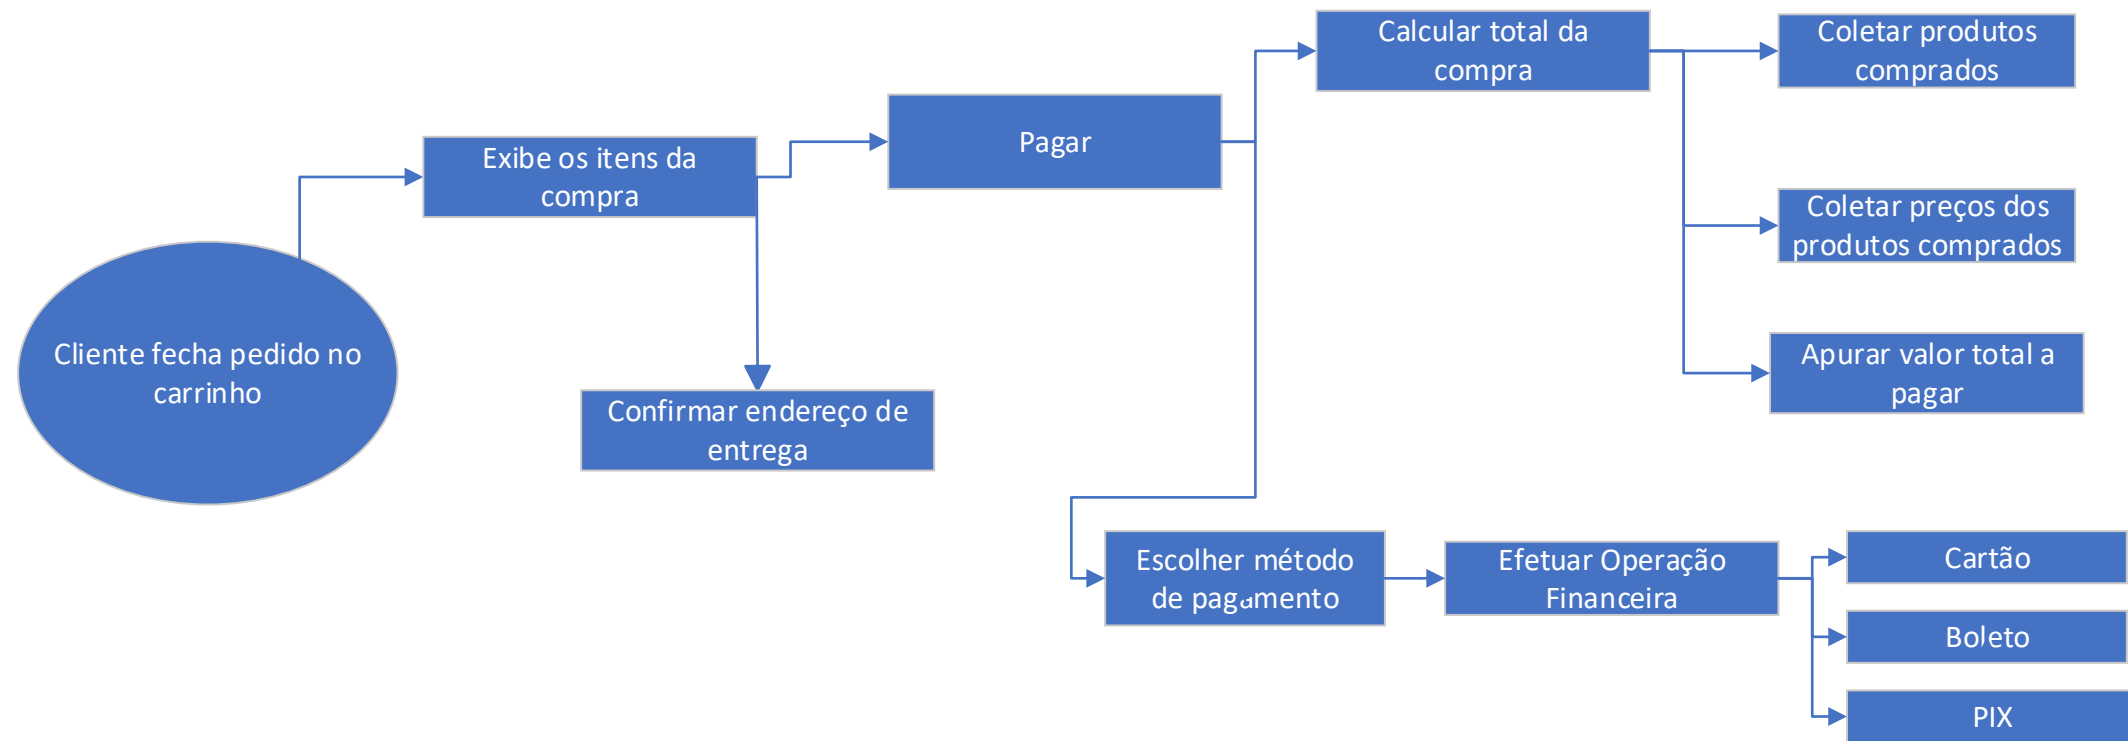 Cliente fecha pedido no
carrinho
Exibe os itens da
compra
Confirmar endereço de
entrega
Pagar
Calcular total da
compra
Coletar produtos
comprados
Coletar preços dos
produtos comprados
Apurar valor total a
pagar
Escolher método
de pagamento
Efetuar Operação
Financeira
Cartão
Boleto
PIX